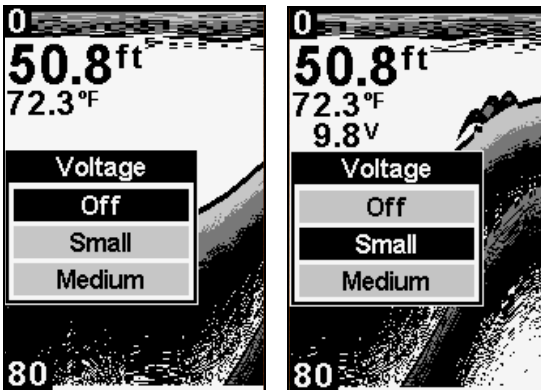 0
50.8ft
72.3°F
Voltage
Off
Small
Medium
80
0
50.8ft
72.3°F
9.8V
Voltage
Off
Small
Medium
80